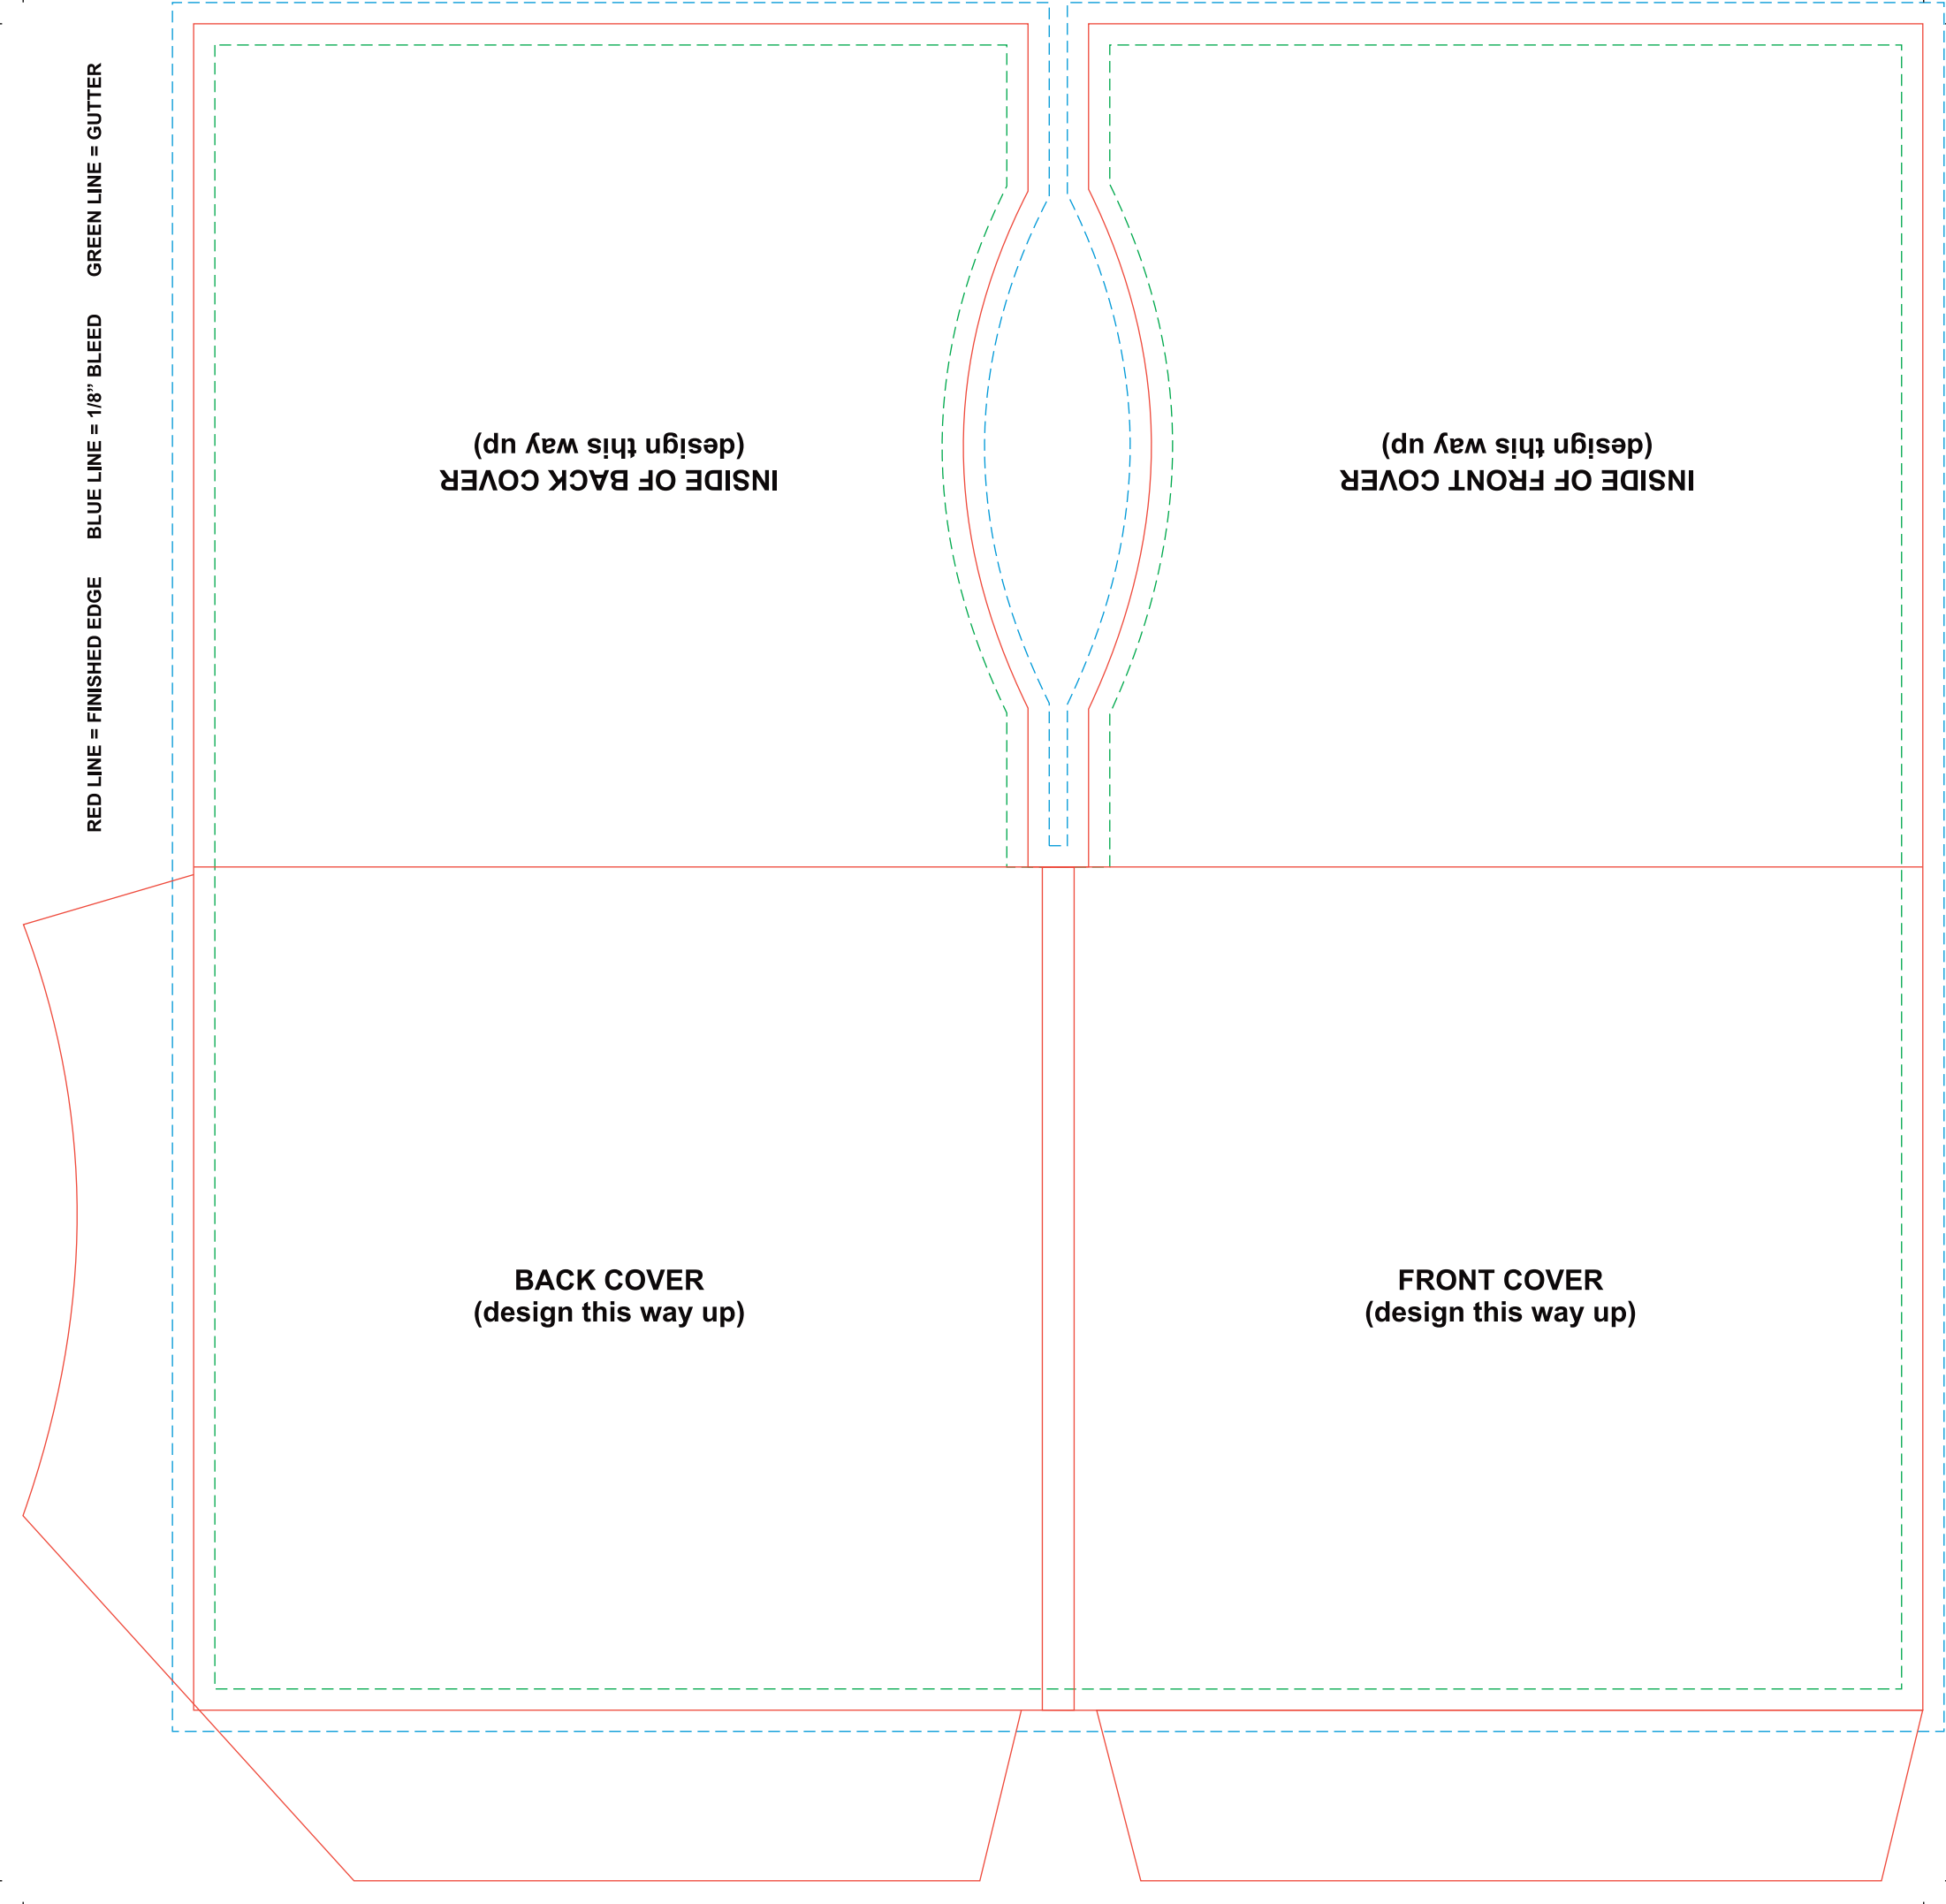 RED LINE = FINISHED EDGE BLUE LINE = 1/8” BLEED GREEN LINE = GUTTER
INSIDE OF BACK COVER
(design this way up)
INSIDE OF FRONT COVER
(design this way up)
BACK COVER
(design this way up)
FRONT COVER
(design this way up)